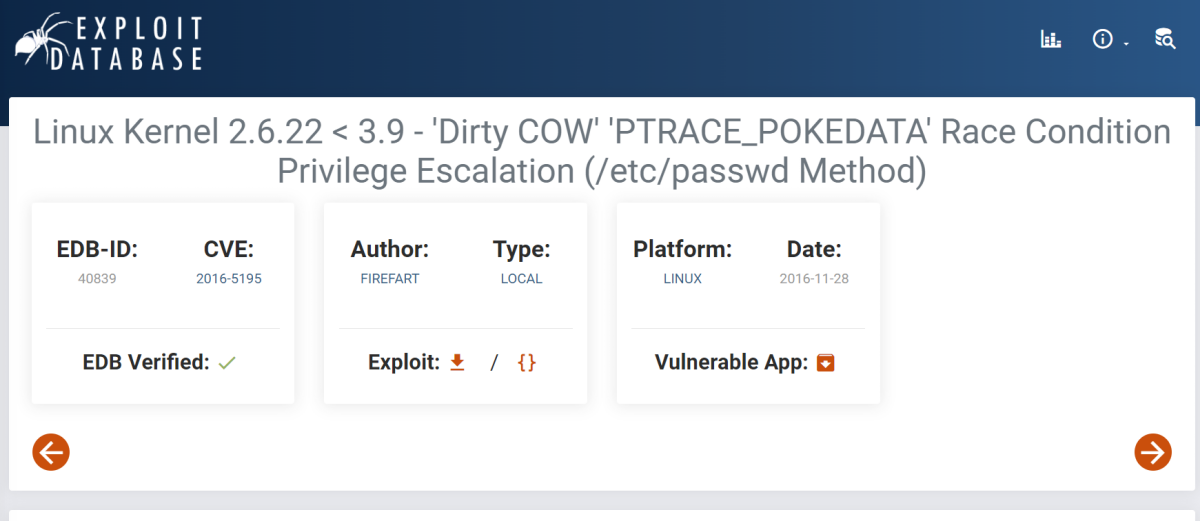 EXPLOIT
DATABASE
Linux Kernel 2.6.22 < 3.9 - 'Dirty COW' 'PTRACE_POKEDATA' Race Condition
Privilege Escalation (/etc/passwd Method)
EDB-ID:
40839
CVE:
2016-5195
EDB Verified:
Author:
FIREFART
Type:
LOCAL
Exploit: / {}
Platform:
LINUX
Date:
2016-11-28
Vulnerable App: